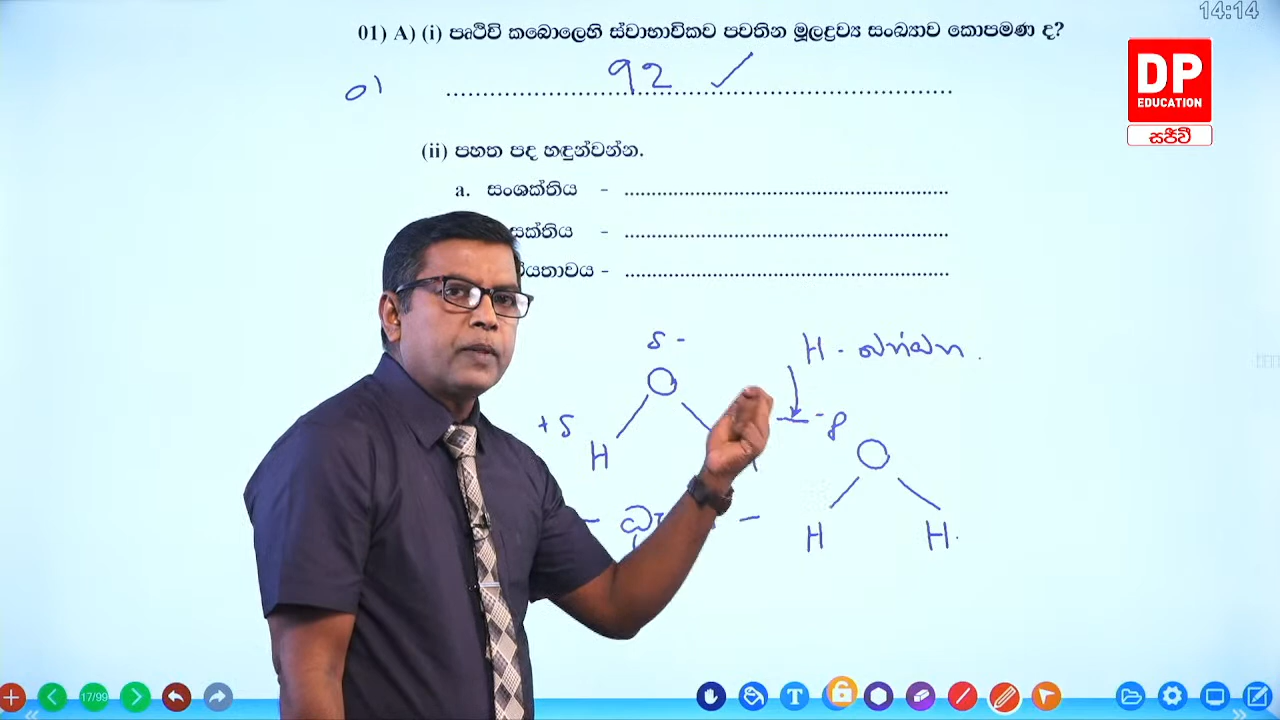 14:14
01) A) (i) පෘථිවි කබොලෙහි ස්වාභාවිකව පවතින මූලද්‍රව්‍ය සංඛ්‍යාව කොපමණ ද?
01 92 ✓
DP
EDUCATION
සජීවී
(ii) පහත පද හඳුන්වන්න.
a. සංශක්තිය - ........................................................
සක්තිය - ........................................................
යතාවය - ........................................................
δ -
H - බන්ධන .
O
+ δ
- δ
H
O
H H.
17/99
T